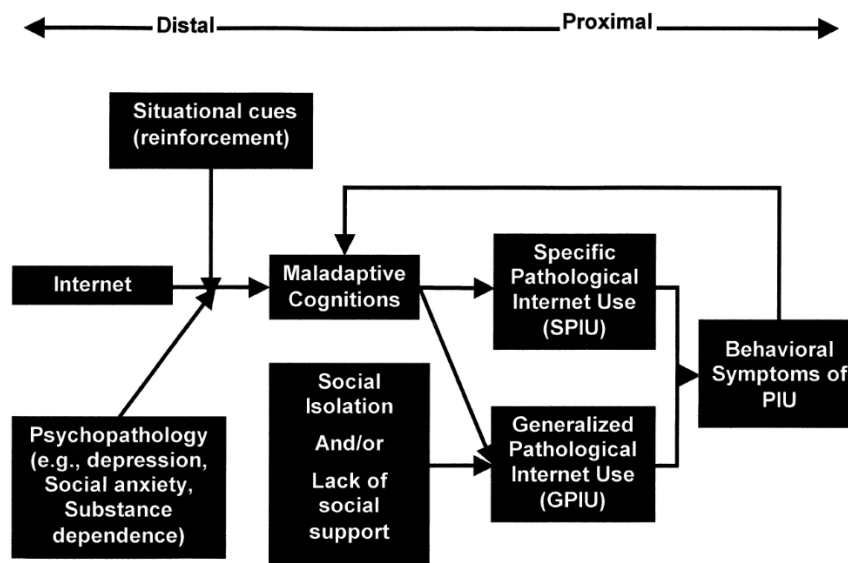 Distal
Proximal
Situational cues
(reinforcement)
Internet
Maladaptive
Cognitions
Specific
Pathological
Internet Use
(SPIU)
Behavioral
Symptoms of
PIU
Social
Isolation
And/or
Lack of
social
support
Generalized
Pathological
Internet Use
(GPIU)
Psychopathology
(e.g., depression,
Social anxiety,
Substance
dependence)